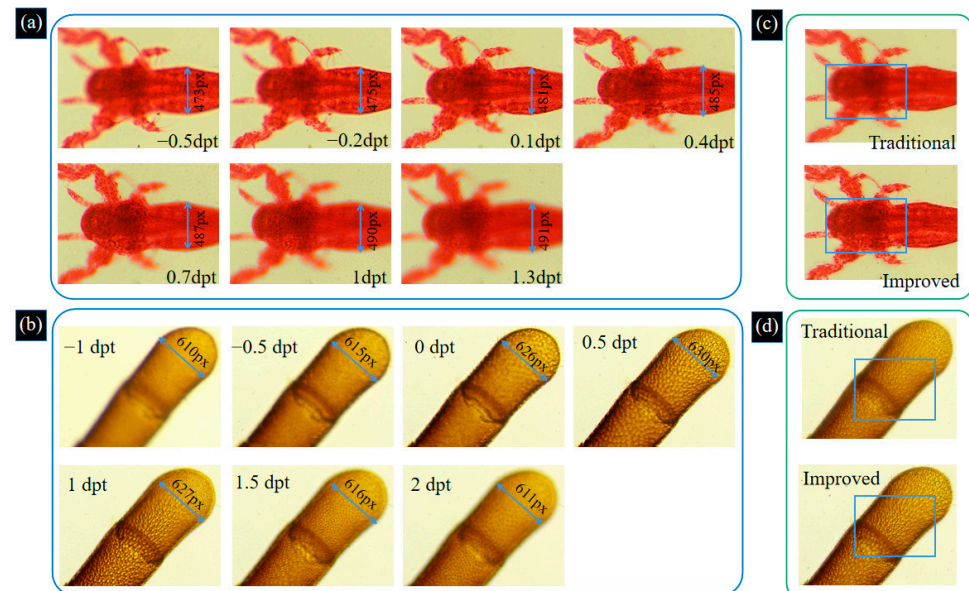 (a)
473px
−0.5dpt
475px
−0.2dpt
481px
0.1dpt
485px
0.4dpt
487px
0.7dpt
490px
1dpt
491px
1.3dpt
(c)
Traditional
Improved
(b)
−1 dpt
610px
−0.5 dpt
615px
0 dpt
626px
0.5 dpt
630px
1 dpt
627px
1.5 dpt
616px
2 dpt
611px
(d)
Traditional
Improved